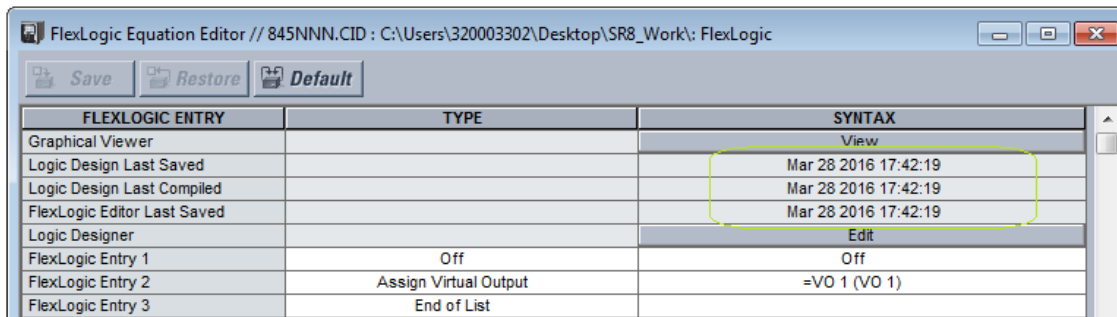 FlexLogic Equation Editor // 845NNN.CID : C:\Users\320003302\Desktop\SR8_Work\: FlexLogic
Save Restore Default
FLEXLOGIC ENTRY TYPE SYNTAX
Graphical Viewer View
Logic Design Last Saved Mar 28 2016 17:42:19
Logic Design Last Compiled Mar 28 2016 17:42:19
FlexLogic Editor Last Saved Mar 28 2016 17:42:19
Logic Designer Edit
FlexLogic Entry 1 Off Off
FlexLogic Entry 2 Assign Virtual Output =VO 1 (VO 1)
FlexLogic Entry 3 End of List